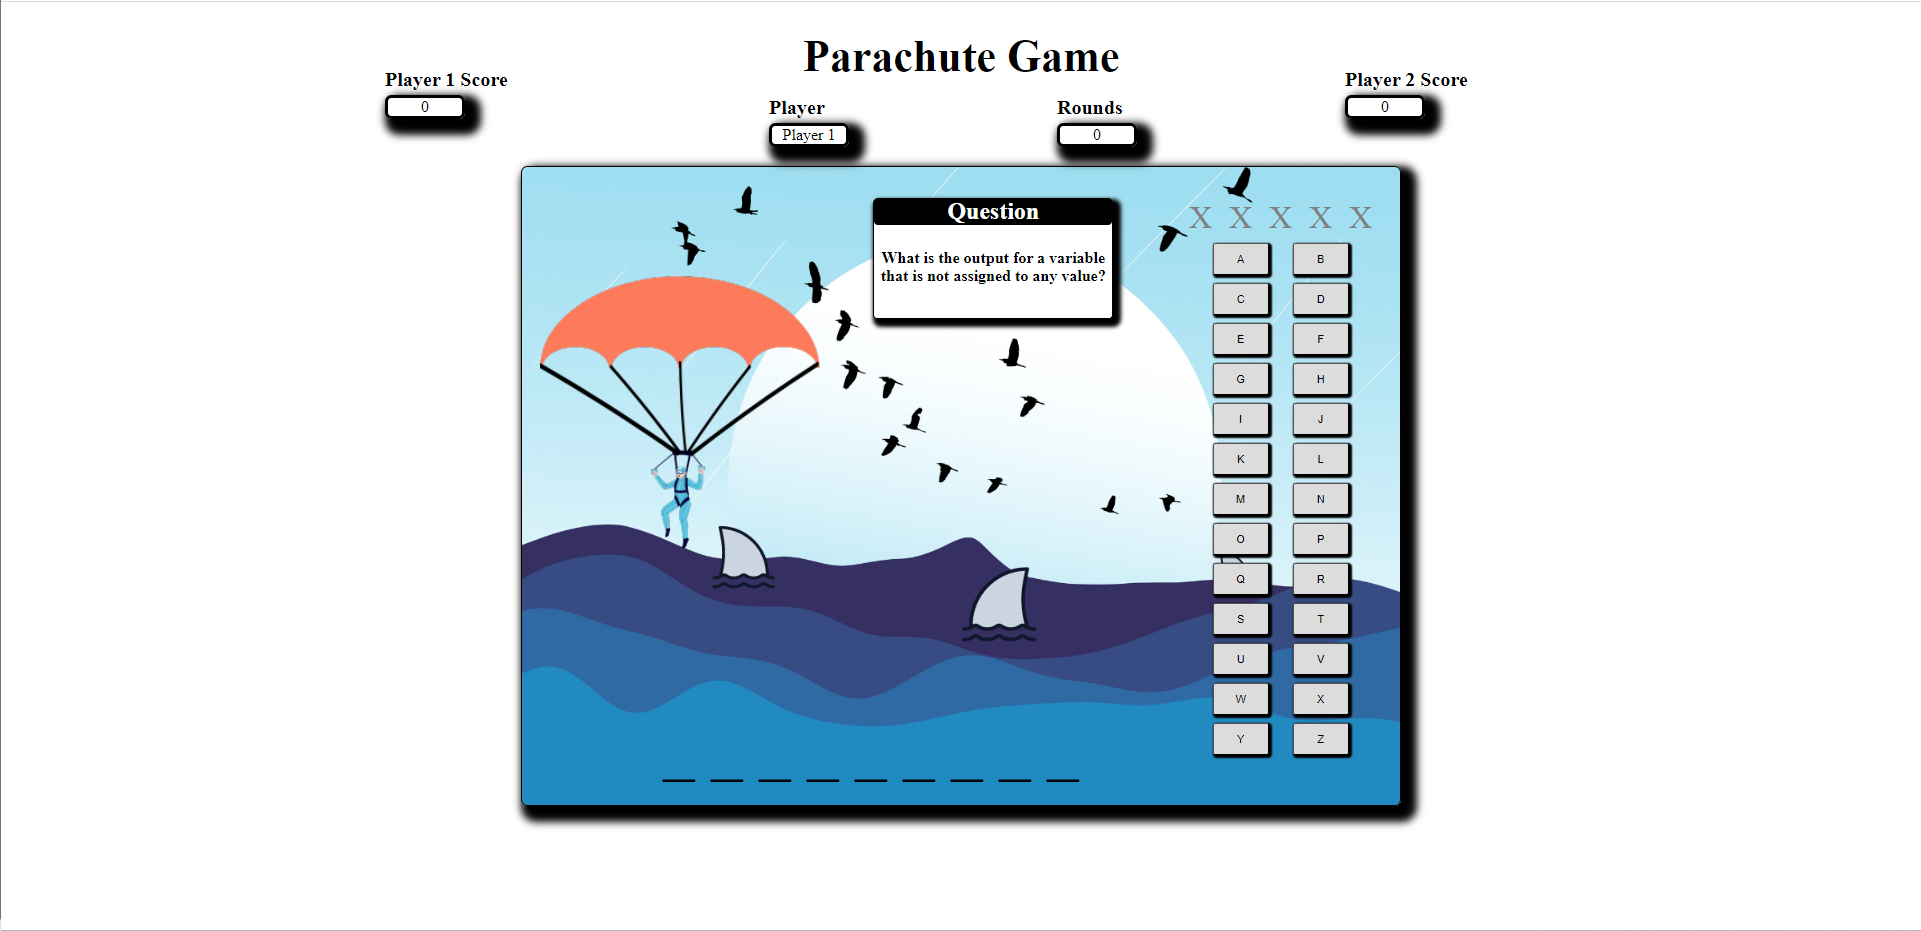 Parachute Game
Player 1 Score
0
Player
Player 1
Rounds
0
Player 2 Score
0
Question
What is the output for a variable
that is not assigned to any value?
X X X X X
A B
C D
E F
G H
I J
K L
M N
O P
Q R
S T
U V
W X
Y Z